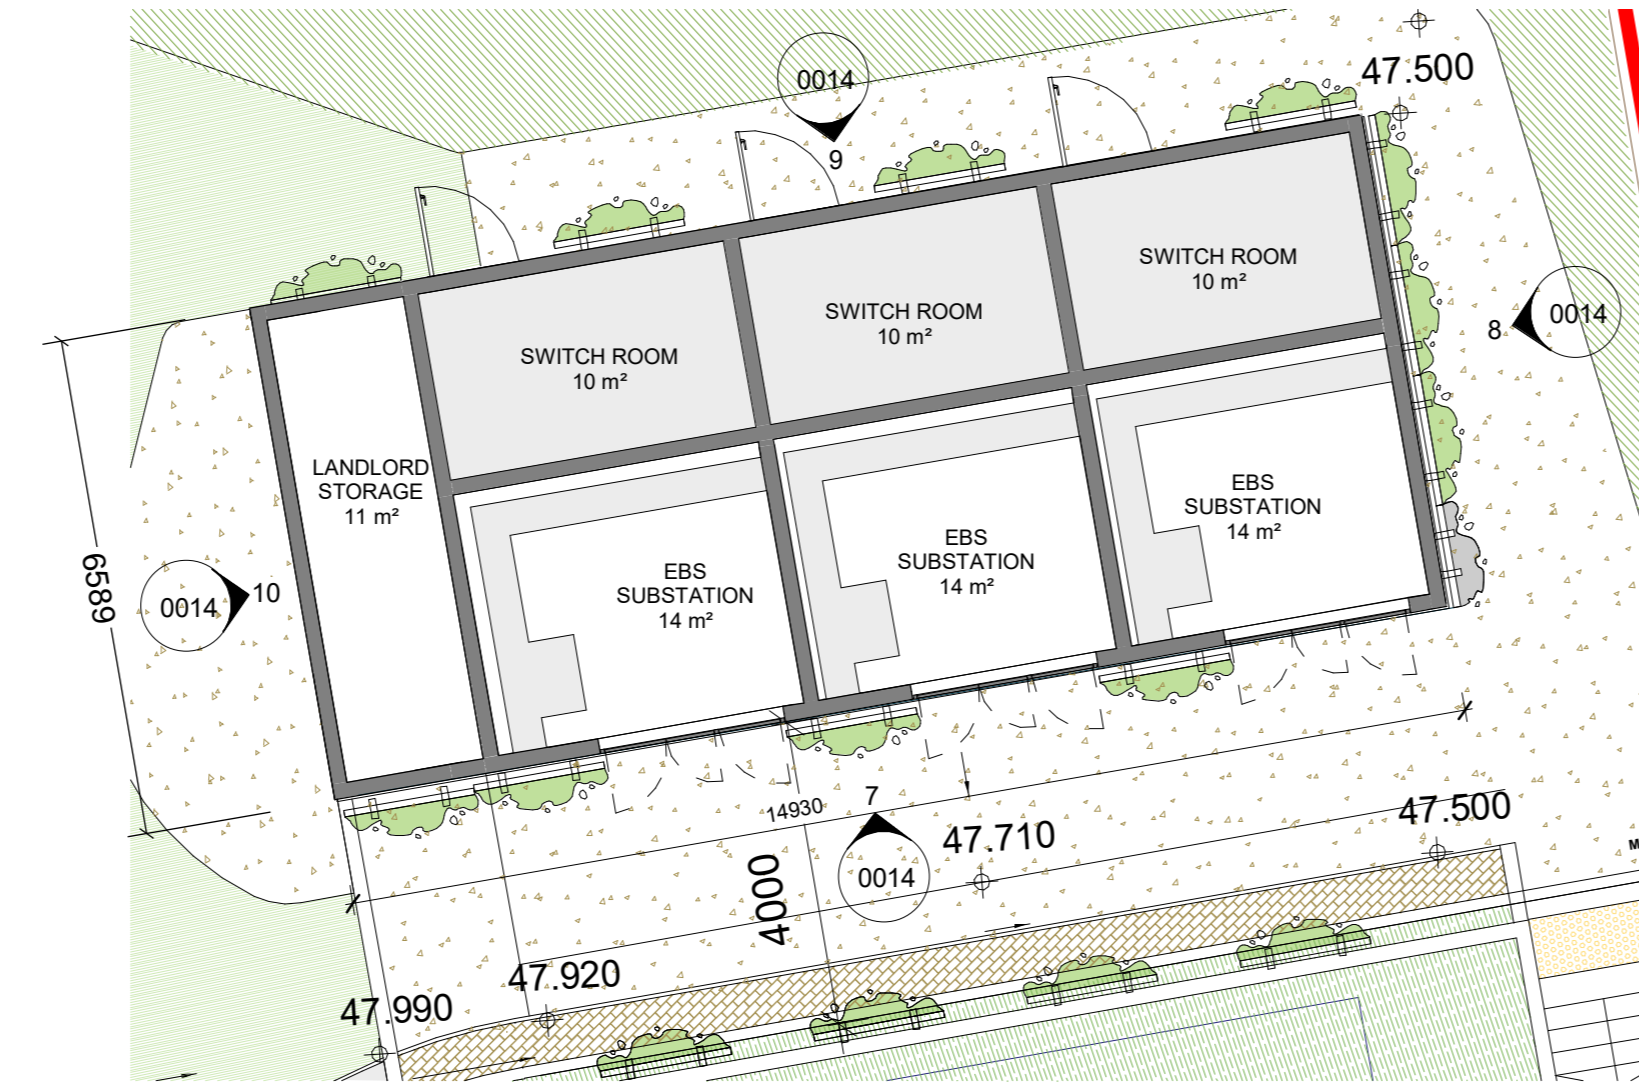 0014
9
47.500
SWITCH ROOM
10 m²
SWITCH ROOM
10 m²
SWITCH ROOM
10 m²
8
0014
LANDLORD
STORAGE
11 m²
EBS
SUBSTATION
14 m²
EBS
SUBSTATION
14 m²
EBS
SUBSTATION
14 m²
6589
0014
10
14930
7
0014
4000
47.710
47.500
47.920
47.990
M